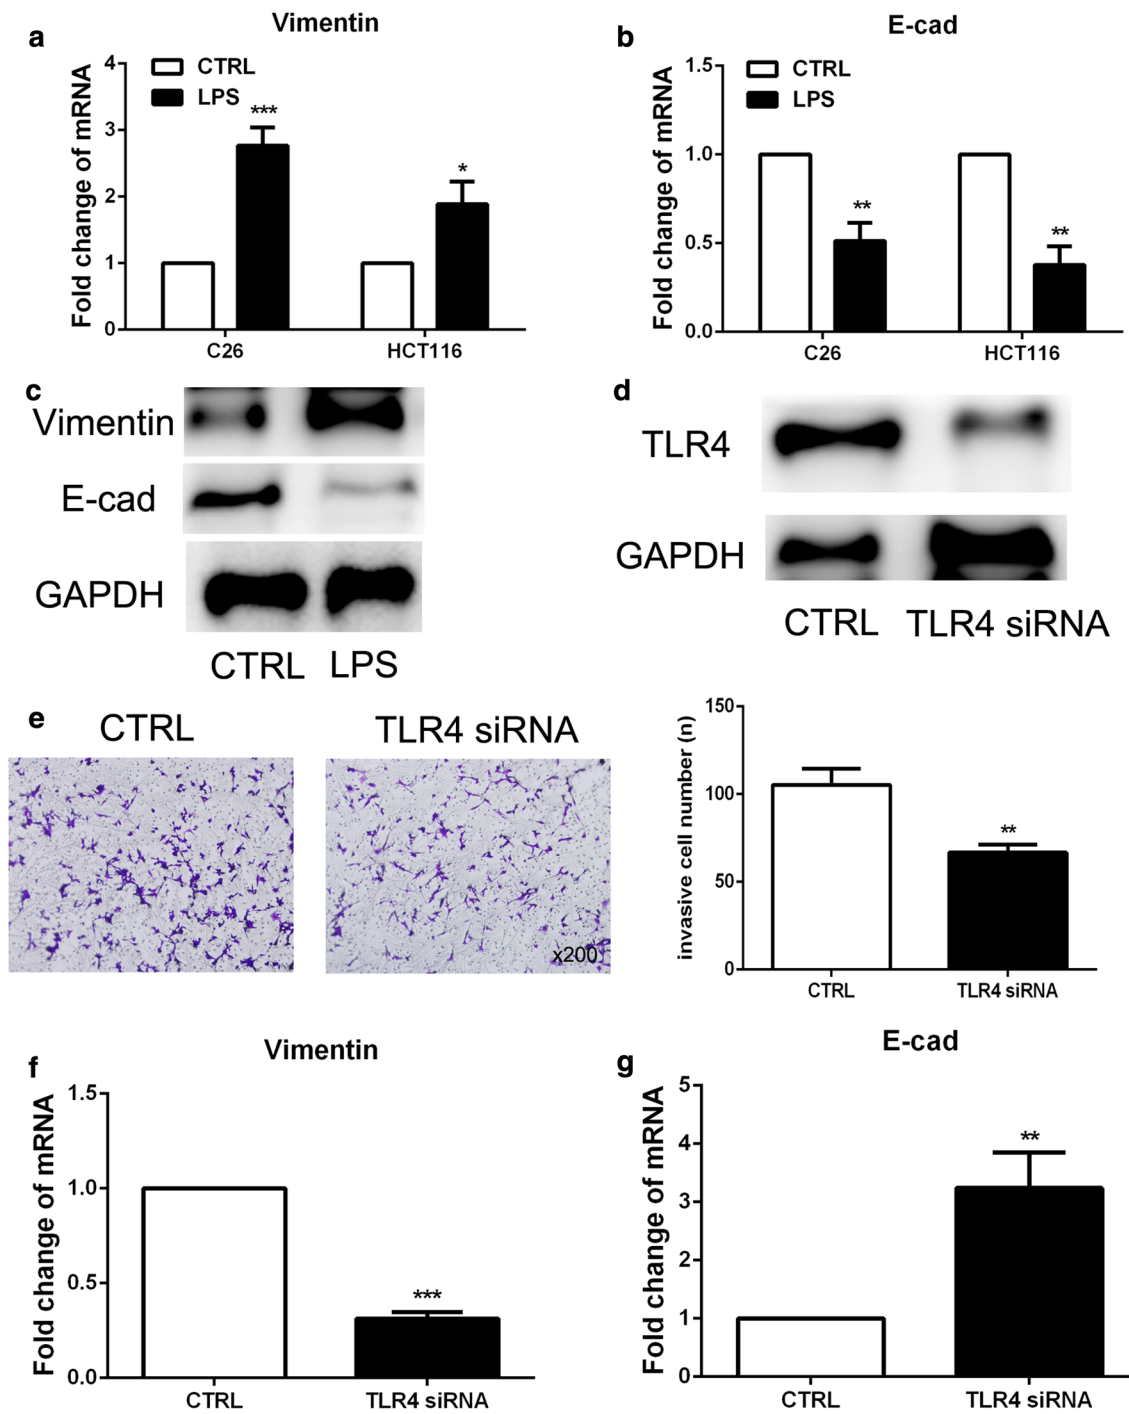 a
Vimentin
Fold change of mRNA
4
3
2
1
0
CTRL
LPS
***
*
C26
HCT116
b
E-cad
Fold change of mRNA
1.5
1.0
0.5
0.0
CTRL
LPS
**
**
C26
HCT116
c
Vimentin
E-cad
GAPDH
CTRL LPS
d
TLR4
GAPDH
CTRL TLR4 siRNA
e
CTRL
TLR4 siRNA
x200
invasive cell number (n)
150
100
50
0
**
CTRL
TLR4 siRNA
f
Vimentin
Fold change of mRNA
1.5
1.0
0.5
0.0
***
CTRL
TLR4 siRNA
g
E-cad
Fold change of mRNA
5
4
3
2
1
0
**
CTRL
TLR4 siRNA